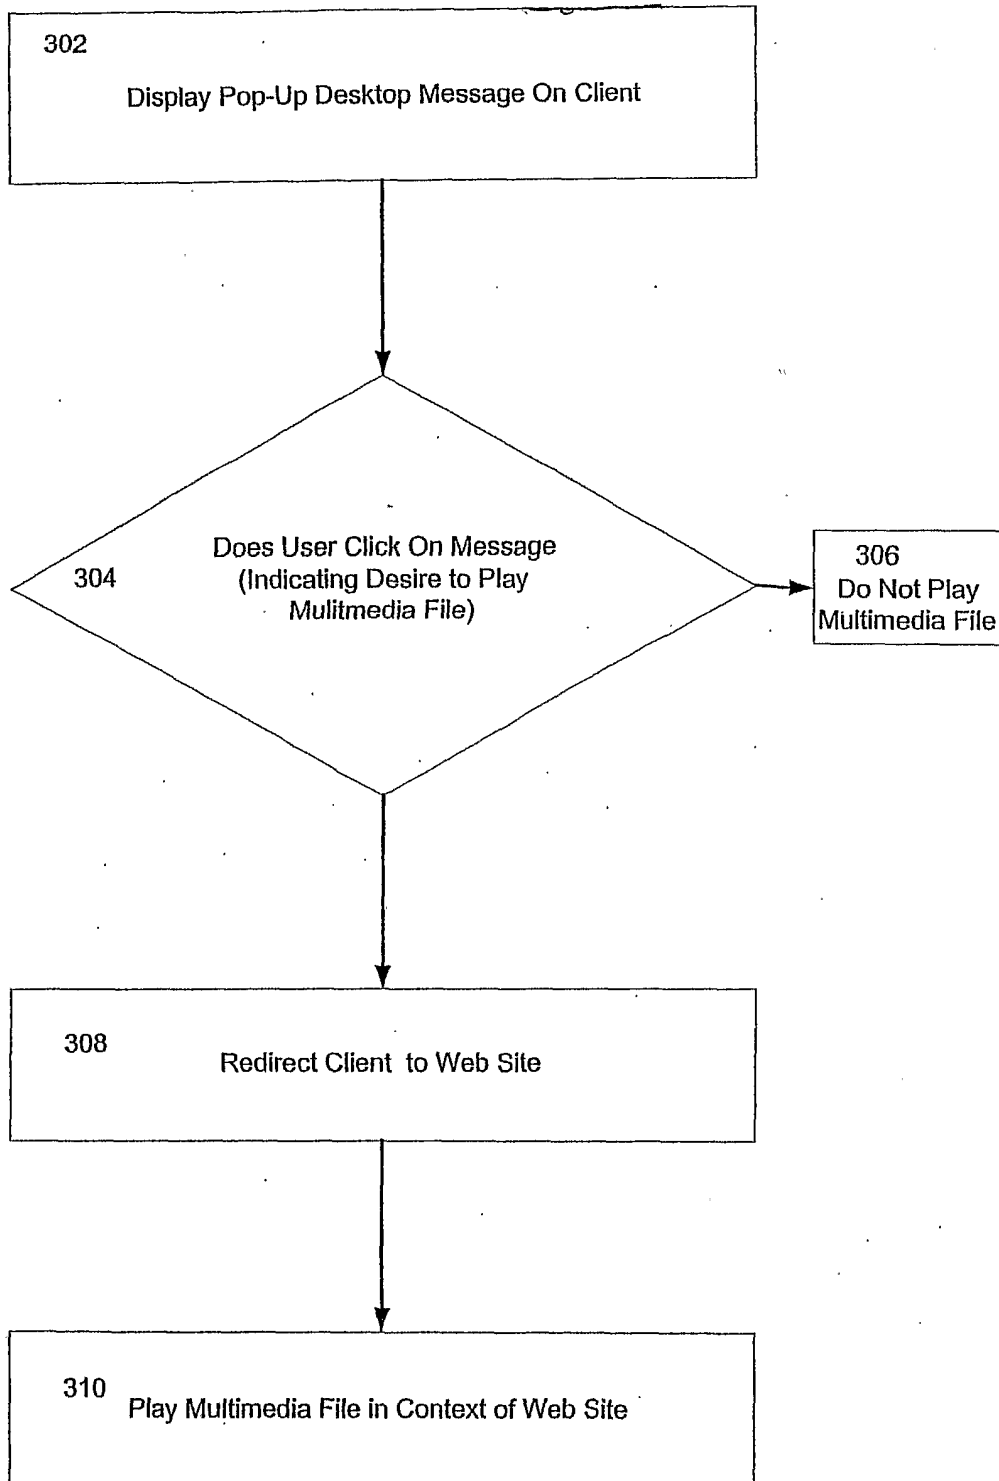 302
Display Pop-Up Desktop Message On Client
Does User Click On Message
304
(Indicating Desire to Play
Mulitmedia File)
306
Do Not Play
Multimedia File
308
Redirect Client to Web Site
310
Play Multimedia File in Context of Web Site